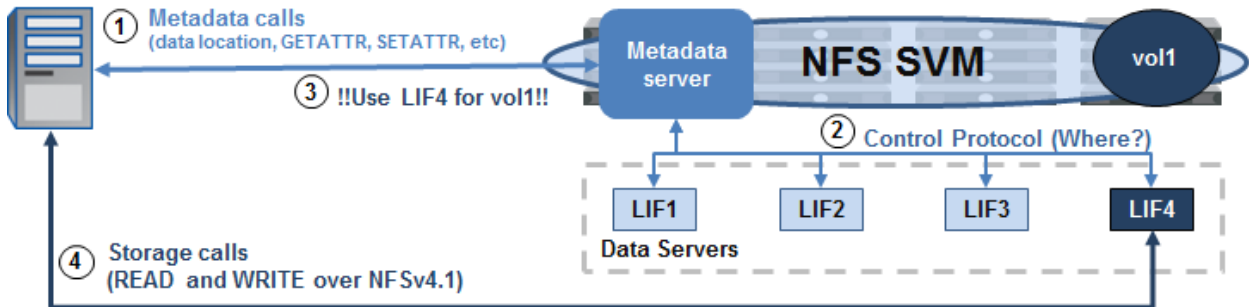 1 Metadata calls
(data location, GETATTR, SETATTR, etc)
Metadata
server
NFS SVM
vol1
3 !!Use LIF4 for vol1!!
2 Control Protocol (Where?)
LIF1
LIF2
LIF3
LIF4
Data Servers
4 Storage calls
(READ and WRITE over NFSv4.1)